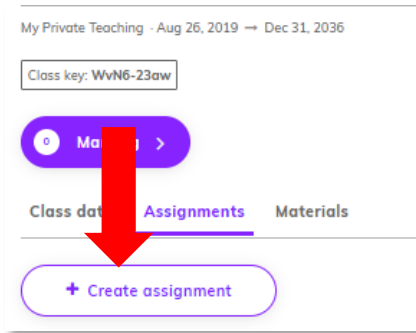 My Private Teaching · Aug 26, 2019 → Dec 31, 2036
Class key: WvN6-23aw
0 >
Class Assignments Materials
+ Create assignment